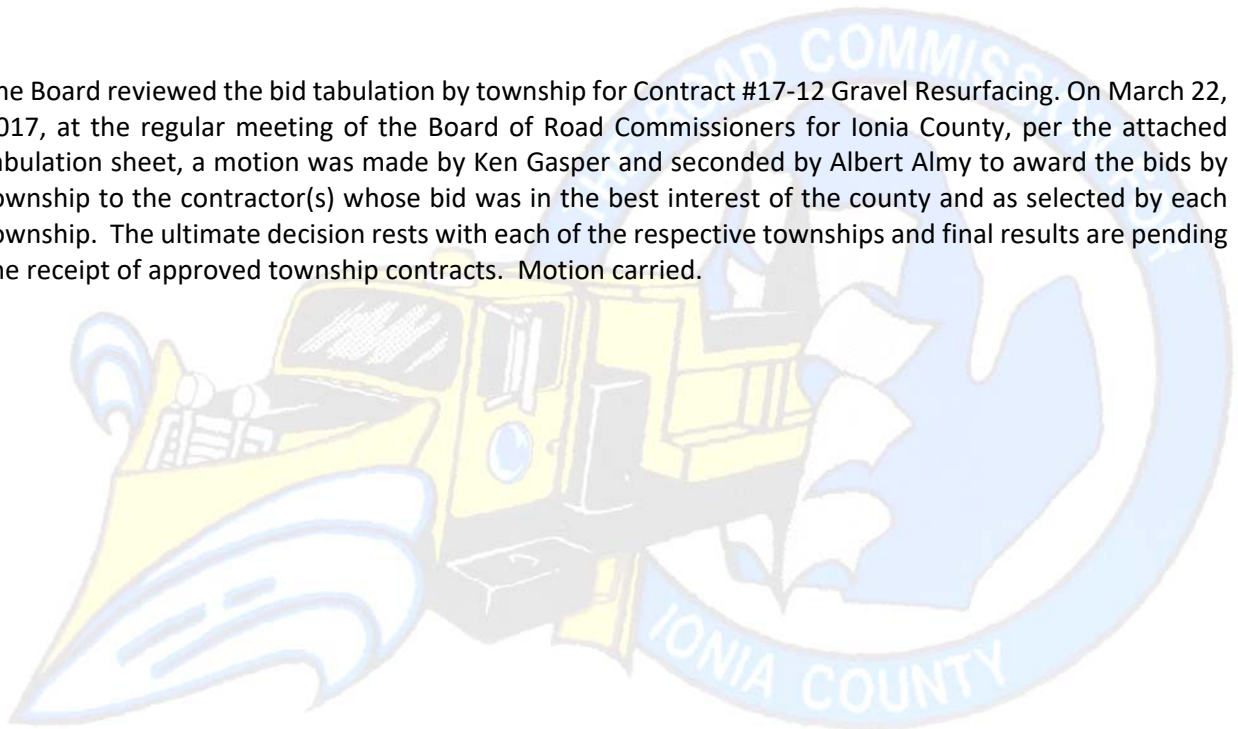 he Board reviewed the bid tabulation by township for Contract #17-12 Gravel Resurfacing. On March 22,
017, at the regular meeting of the Board of Road Commissioners for Ionia County, per the attached
abulation sheet, a motion was made by Ken Gasper and seconded by Albert Almy to award the bids by
ownship to the contractor(s) whose bid was in the best interest of the county and as selected by each
ownship. The ultimate decision rests with each of the respective townships and final results are pending
he receipt of approved township contracts. Motion carried.
THE ROAD COMMISSION FOR
IONIA COUNTY